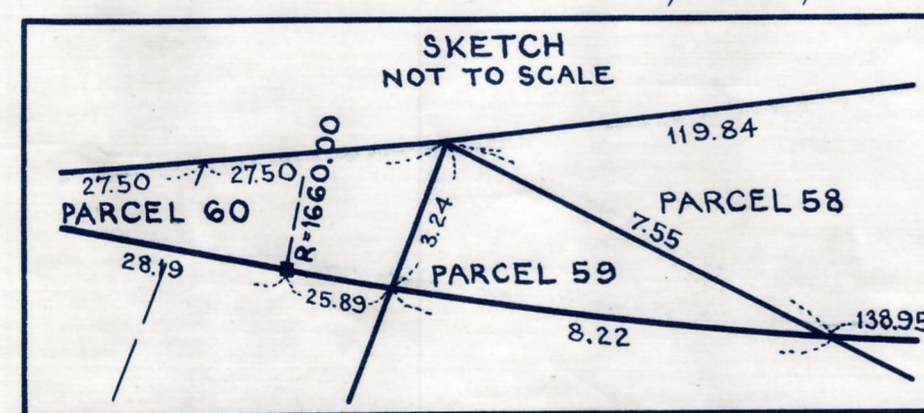 SKETCH
NOT TO SCALE
119.84
27.50
27.50
R=1660.00
PARCEL 60
3.24
7.55
PARCEL 58
28.19
25.89
PARCEL 59
8.22
138.95